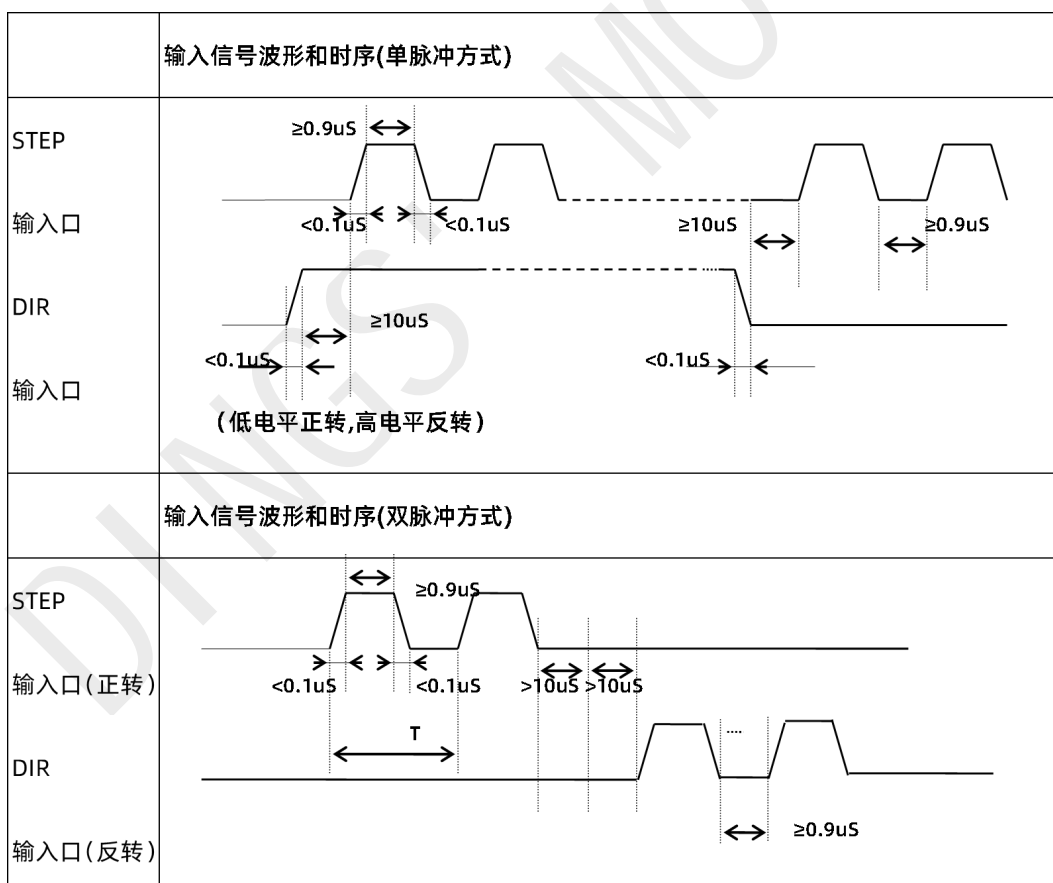 输入信号波形和时序(单脉冲方式)
STEP
输入口
≥0.9uS
<0.1uS
<0.1uS
≥10uS
≥0.9uS
DIR
输入口
≥10uS
<0.1uS
<0.1uS
(低电平正转,高电平反转)
输入信号波形和时序(双脉冲方式)
STEP
输入口(正转)
≥0.9uS
<0.1uS
<0.1uS
>10uS
>10uS
T
DIR
输入口(反转)
....
≥0.9uS
DINGS' MO